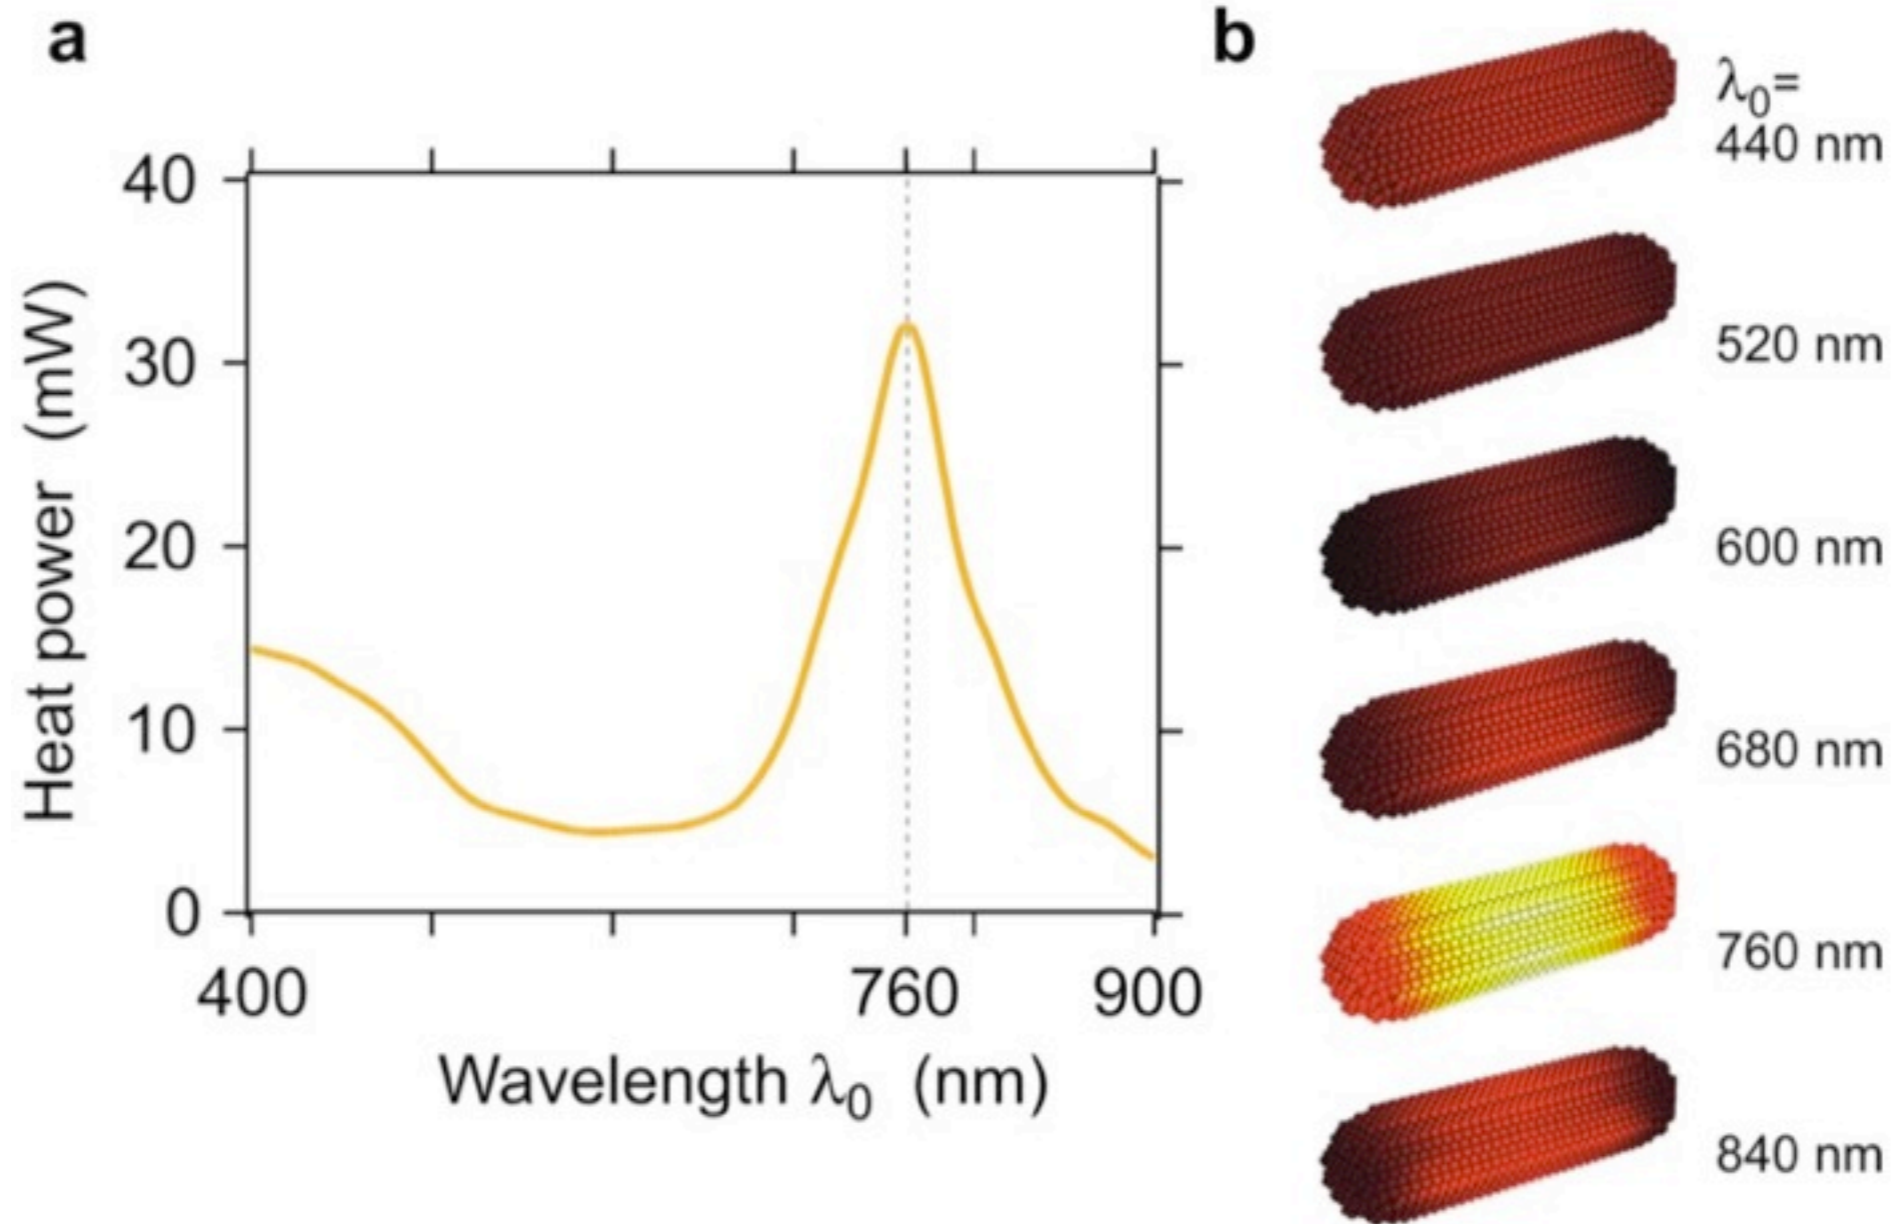 a
40
30
20
10
0
Heat power (mW)
400
760
900
Wavelength λ0 (nm)
b
λ0=
440 nm
520 nm
600 nm
680 nm
760 nm
840 nm